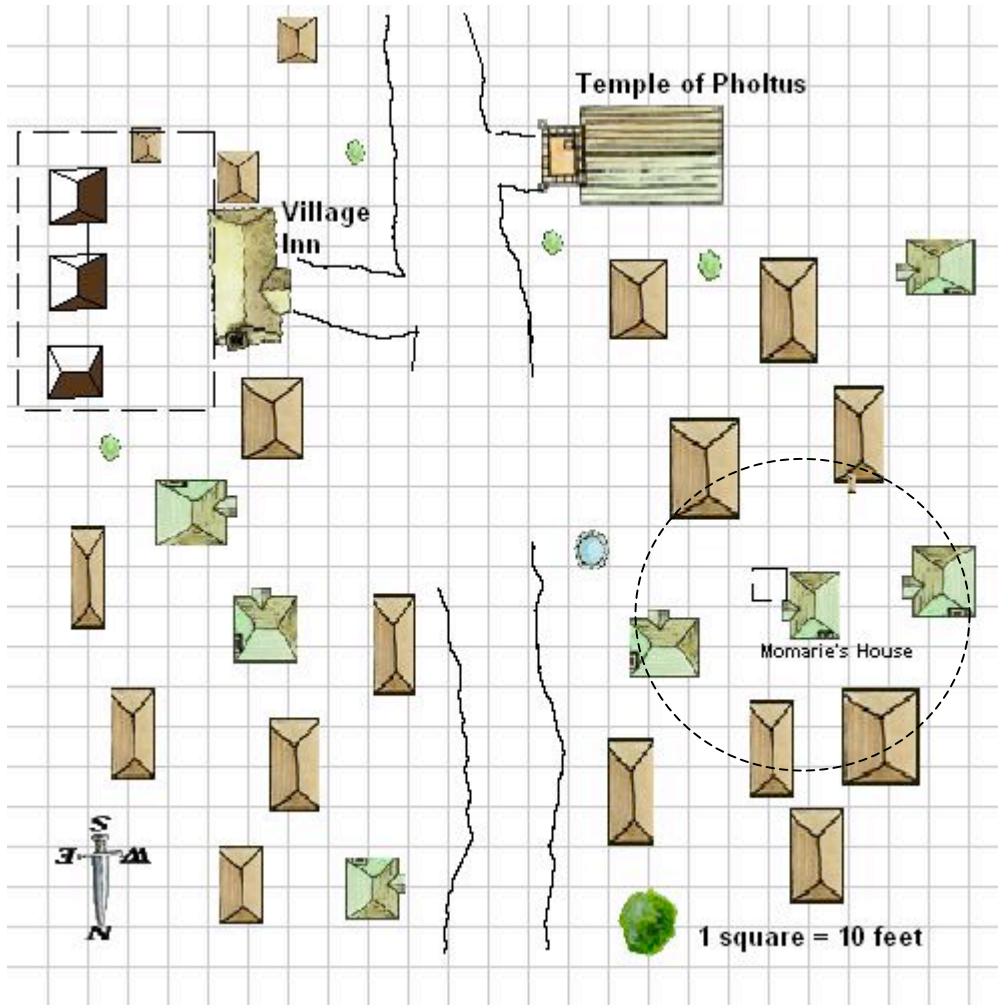 Temple of Pholtus
Village
Inn
Momarie's House
S
E W
N
1 square = 10 feet